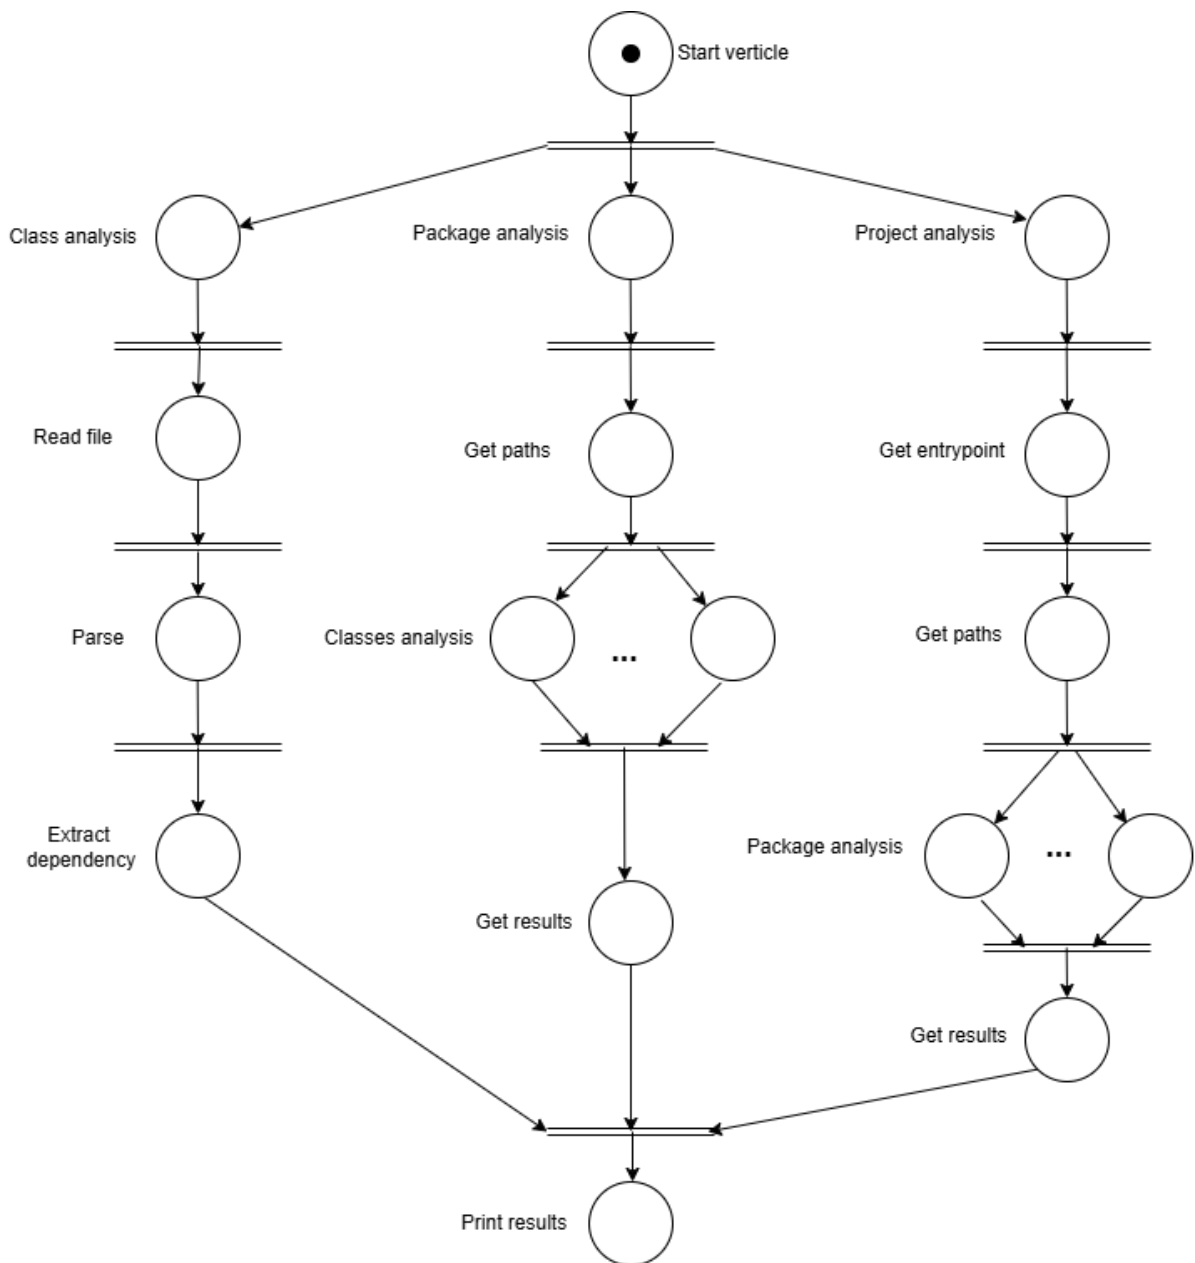 Start verticle
Class analysis
Package analysis
Project analysis
Read file
Get paths
Get entrypoint
Parse
Classes analysis
...
Get paths
Extract
dependency
Package analysis
...
Get results
Get results
Print results